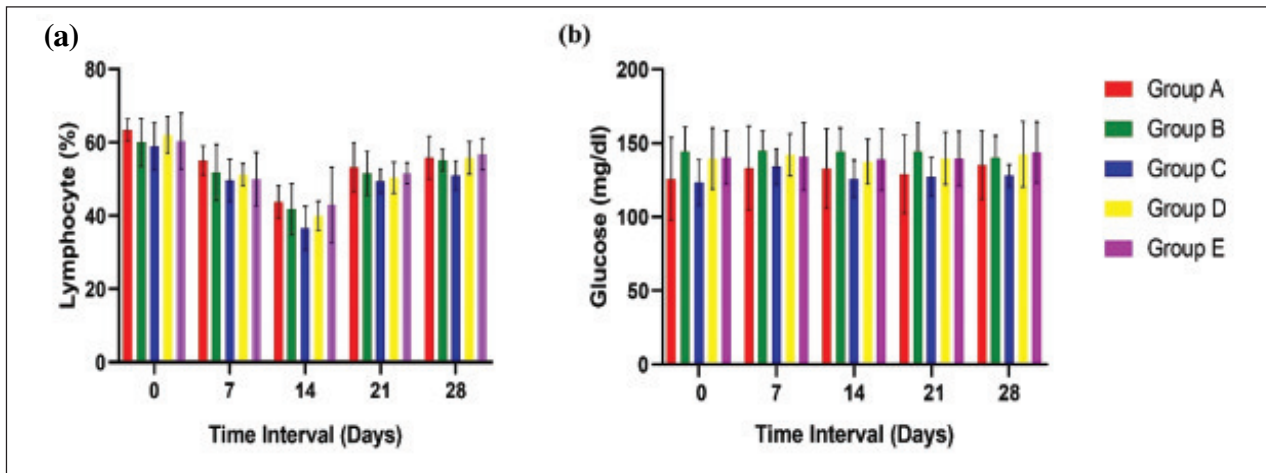 (a)
80
60
40
20
0
Lymphocyte (%)
0 7 14 21 28
Time Interval (Days)
(b)
200
150
100
50
0
Glucose (mg/dl)
0 7 14 21 28
Time Interval (Days)
Group A
Group B
Group C
Group D
Group E